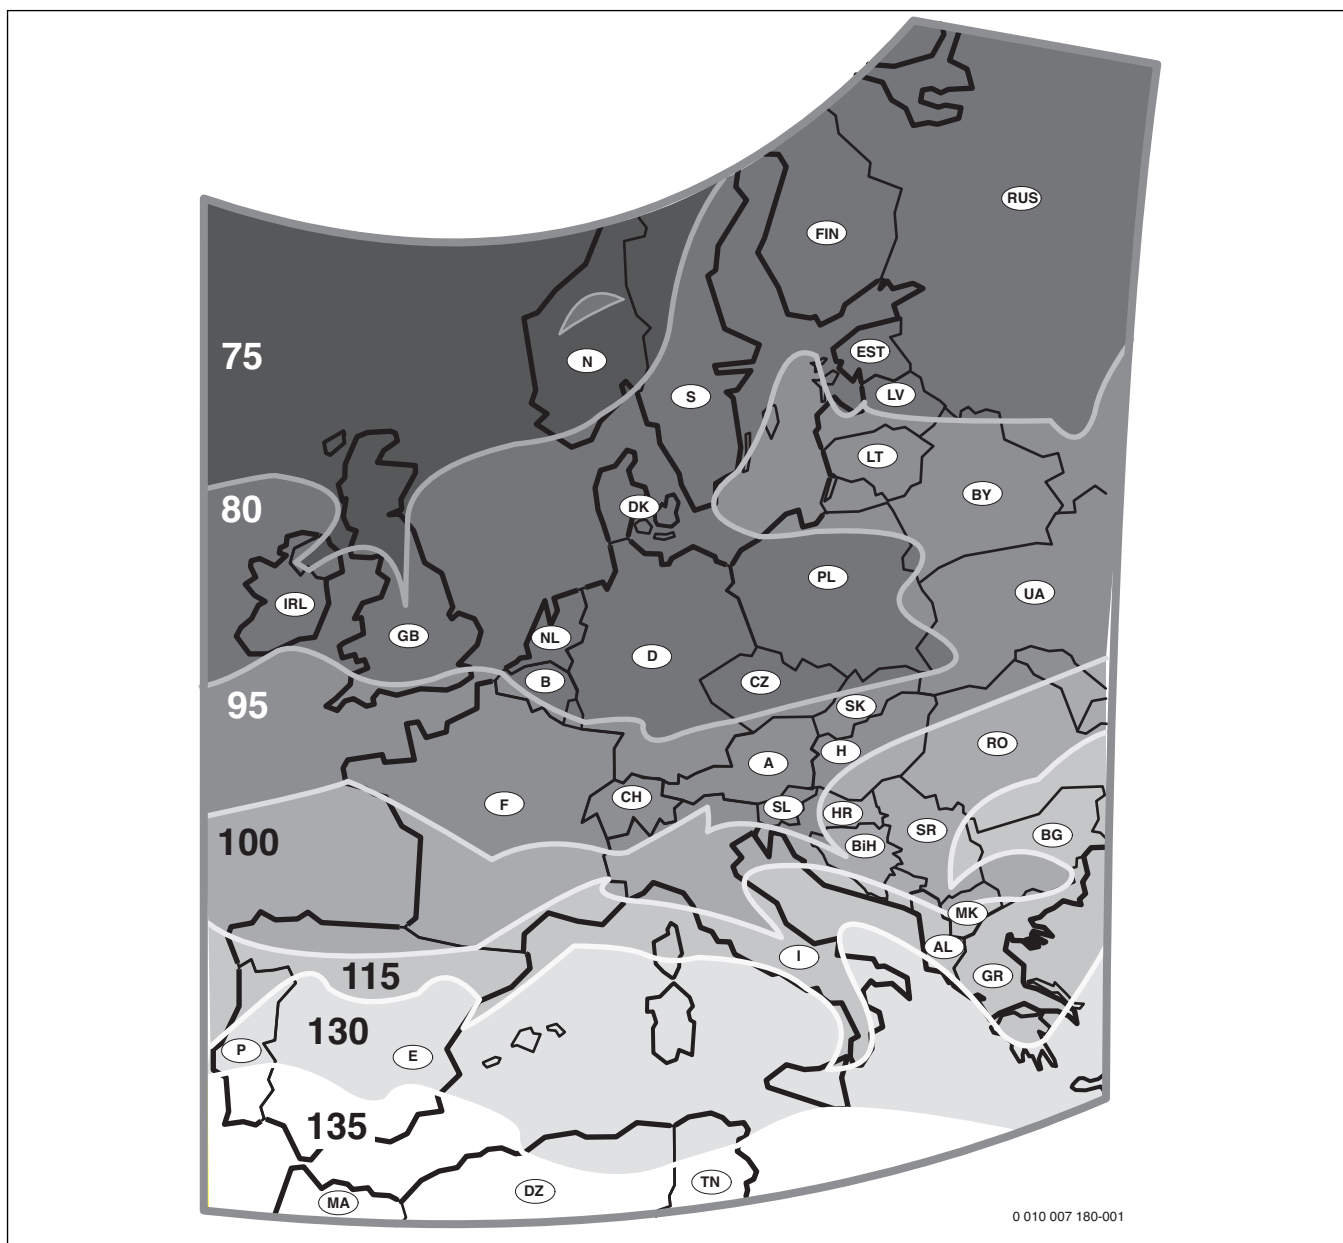 RUS
FIN
75
EST
N
LV
S
LT
80
BY
DK
PL
UA
IRL
GB
NL
D
B
CZ
95
SK
RO
H
A
CH
F
SL
HR
SR
BG
100
BiH
MK
AL
I
115
GR
130
P
E
135
TN
DZ
MA
0 010 007 180-001